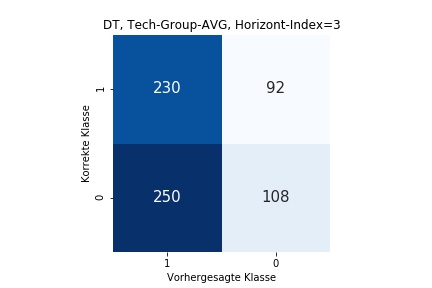 DT, Tech-Group-AVG, Horizont-Index=3
Korrekte Klasse
1
230
92
0
250
108
1
0
Vorhergesagte Klasse